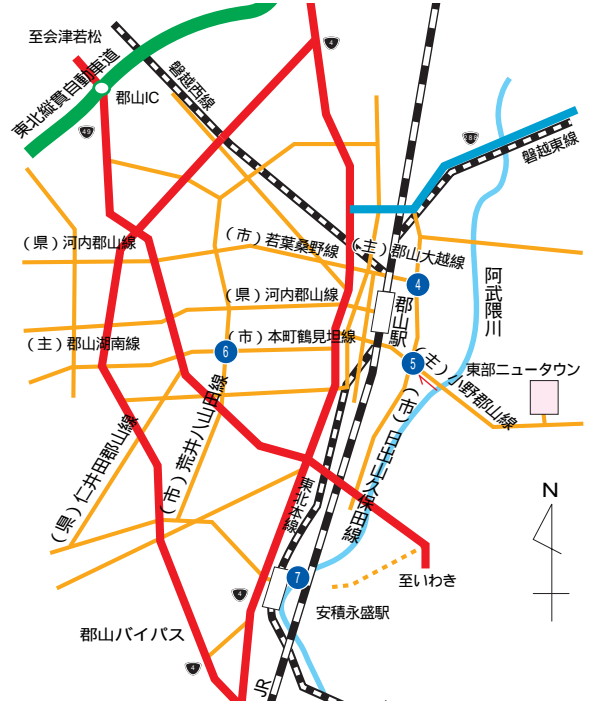 至会津若松
4
東北縦貫自動車道
磐越西線
郡山IC
49
288
磐越東線
(市)若葉桑野線
(県)河内郡山線
(主)郡山大越線
阿武隈川
4
(県)河内郡山線
郡山駅
(主)郡山湖南線
(市)本町鶴見坦線
6
5
(主)小野郡山線
東部ニュータウン
(市)荒井八山田線
(県)仁井田郡山線
(市)日出山久保田線
東北本線
N
7
至いわき
4
安積永盛駅
郡山バイパス
4
JR